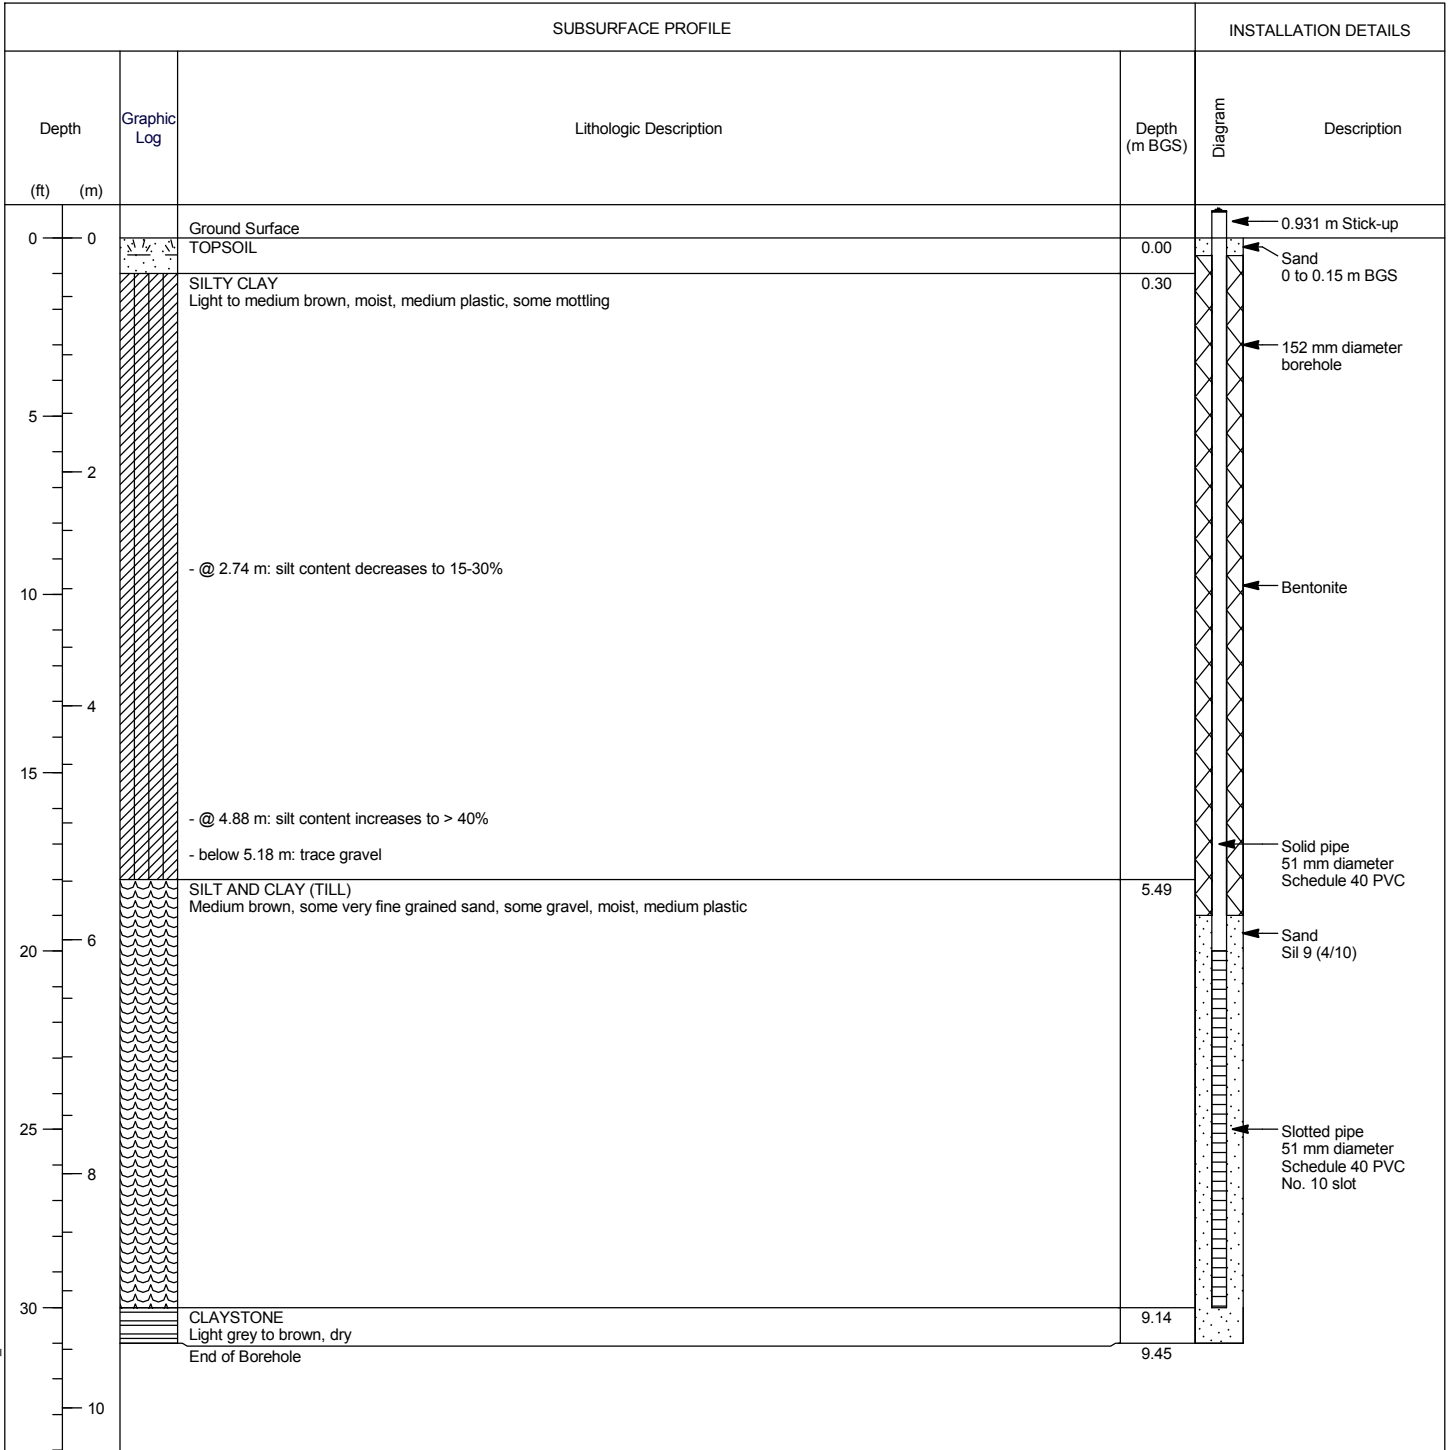 SUBSURFACE PROFILE
INSTALLATION DETAILS
Depth
Graphic
Log
Lithologic Description
Depth
(m BGS)
Diagram
Description
(ft) (m)
Ground Surface
0.931 m Stick-up
0 0
TOPSOIL
0.00
Sand
0 to 0.15 m BGS
SILTY CLAY
0.30
Light to medium brown, moist, medium plastic, some mottling
152 mm diameter
borehole
5
2
- @ 2.74 m: silt content decreases to 15-30%
Bentonite
10
4
15
- @ 4.88 m: silt content increases to > 40%
- below 5.18 m: trace gravel
Solid pipe
51 mm diameter
Schedule 40 PVC
SILT AND CLAY (TILL)
5.49
Medium brown, some very fine grained sand, some gravel, moist, medium plastic
6
Sand
Sil 9 (4/10)
20
25
Slotted pipe
51 mm diameter
Schedule 40 PVC
No. 10 slot
8
30
CLAYSTONE
9.14
Light grey to brown, dry
End of Borehole
9.45
10